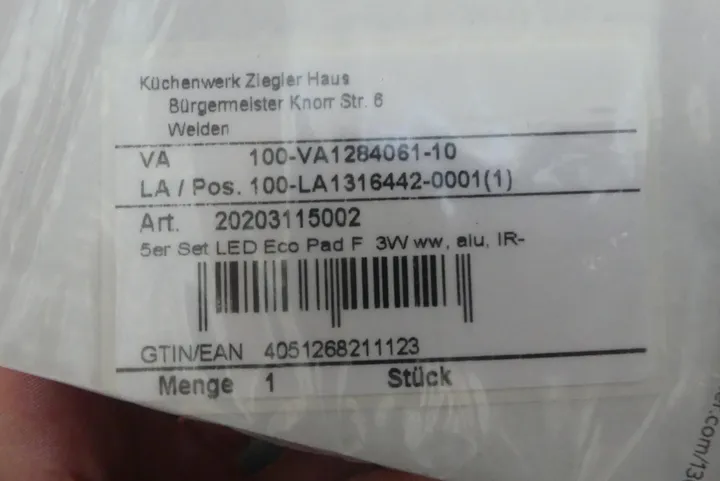 Küchenwerk Ziegler Haus
Bürgermeister Knorr Str. 6
Weiden
VA 100-VA1284061-10
LA / Pos. 100-LA1316442-0001(1)
Art. 20203115002
5er Set LED Eco Pad F 3W ww, alu, IR-
GTIN/EAN 4051268211123
Menge 1 Stück